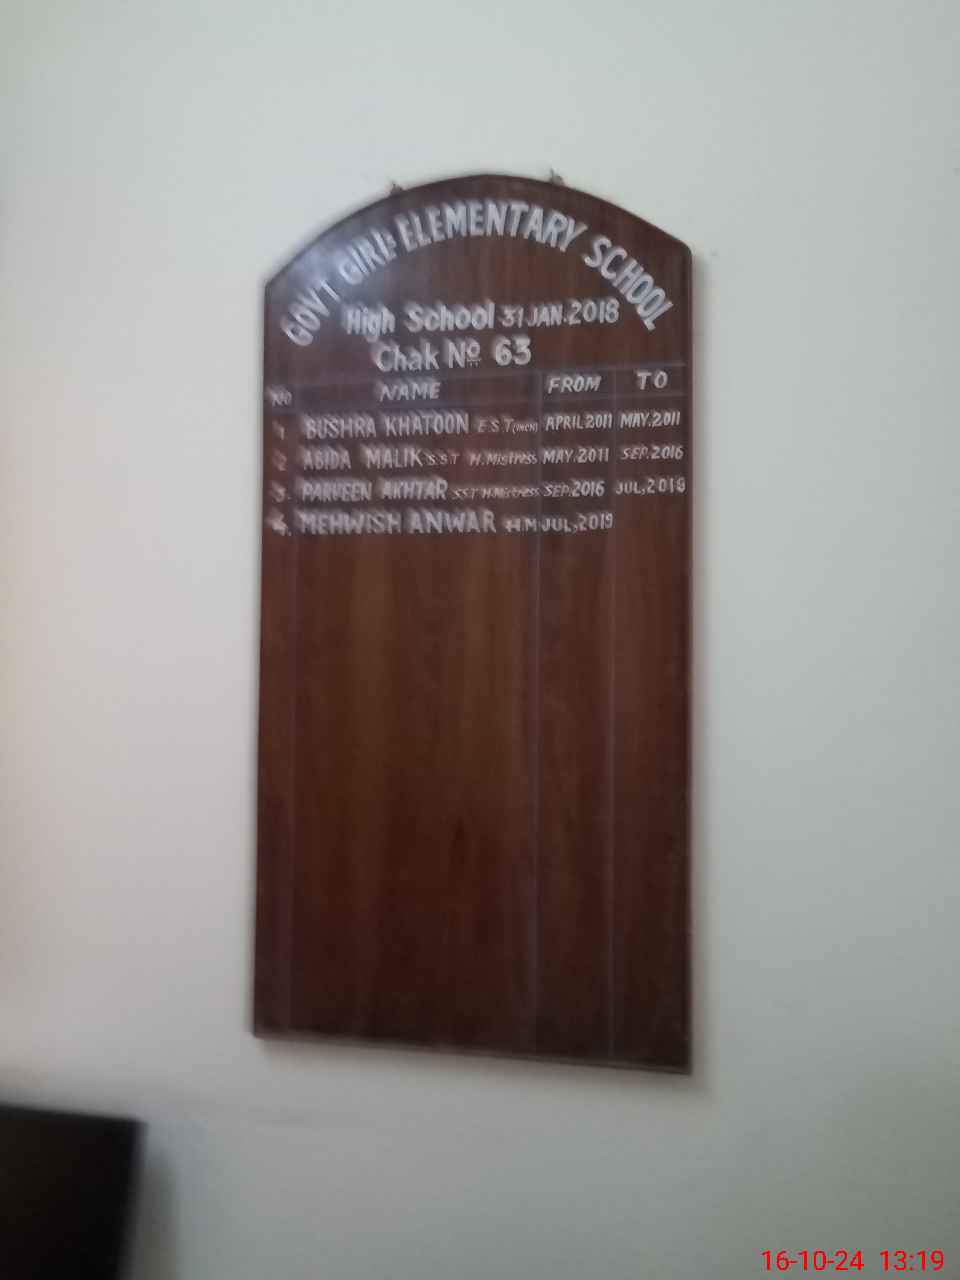 GOVT GIRLS ELEMENTARY SCHOOL
High School 31 JAN. 2018
Chak No 63
No NAME FROM TO
1 BUSHRA KHATOON E.S.T APRIL 2011 MAY. 2011
2 ABIDA MALIK S.S.T H.Mistress MAY. 2011 SEP. 2016
3. PARVEEN AKHTAR S.S.T H.Mistress SEP. 2016 JUL,
4. MEHWISH ANWAR H.M JUL, 2019
16-10-24 13:19